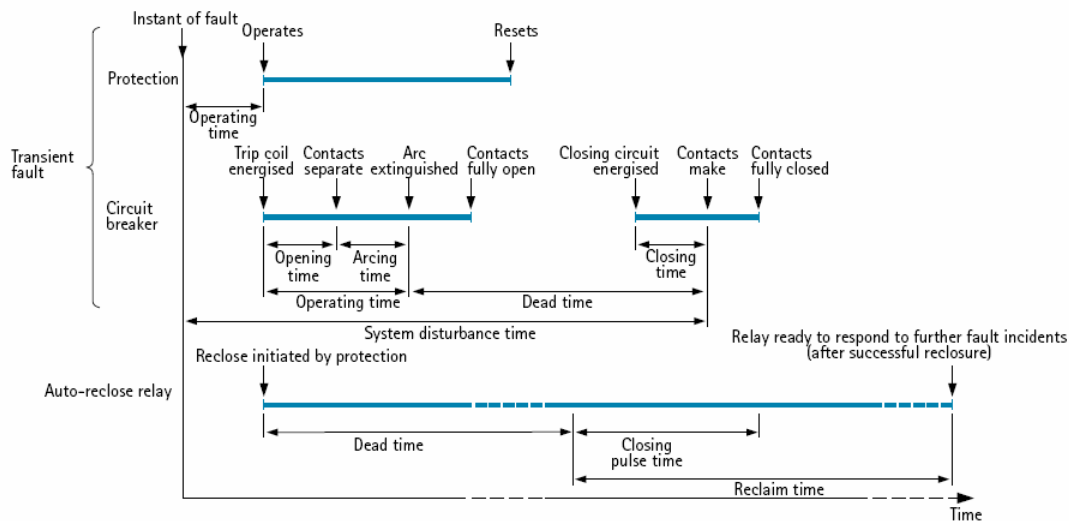 Instant of fault
Operates
Resets
Protection
Operating
time
Transient
fault
Trip coil
energised
Contacts
separate
Arc
extinguished
Contacts
fully open
Closing circuit
energised
Contacts
make
Contacts
fully closed
Circuit
breaker
Opening
time
Arcing
time
Closing
time
Operating time
Dead time
System disturbance time
Relay ready to respond to further fault incidents
(after successful reclosure)
Reclose initiated by protection
Auto-reclose relay
Dead time
Closing
pulse time
Reclaim time
Time